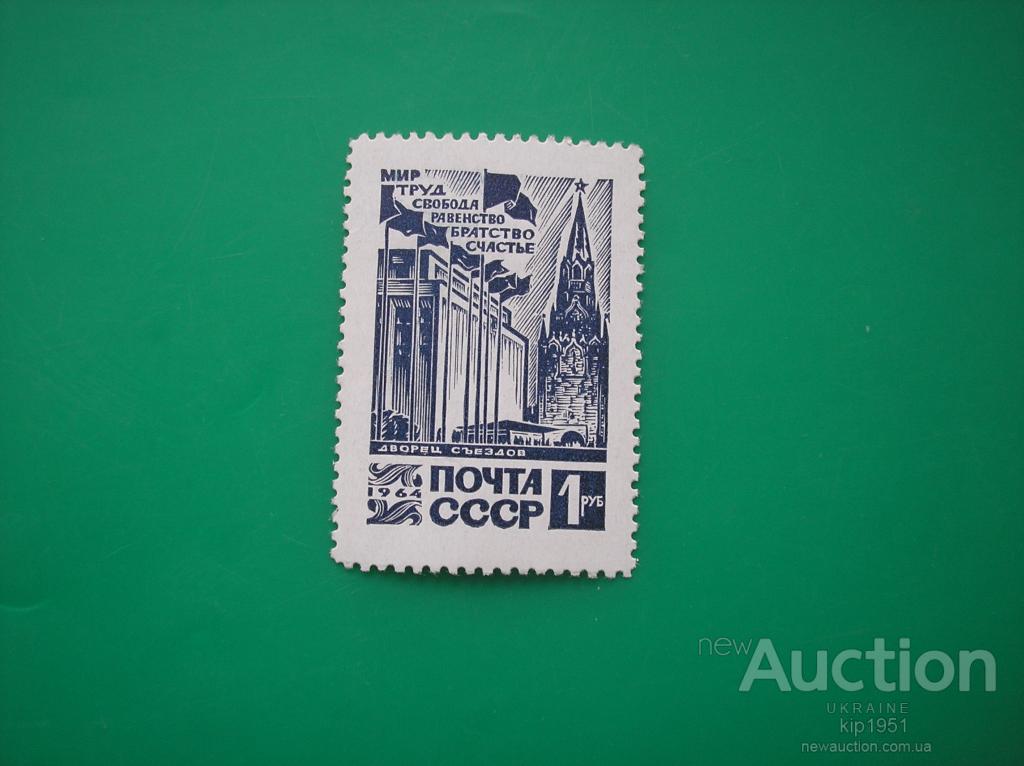 МИР
ТРУД
СВОБОДА
РАВЕНСТВО
БРАТСТВО
СЧАСТЬЕ
ДВОРЕЦ СЪЕЗДОВ
1964
ПОЧТА
СССР
1 РУБ
new Auction
UKRAINE
kip1951
newauction.com.ua